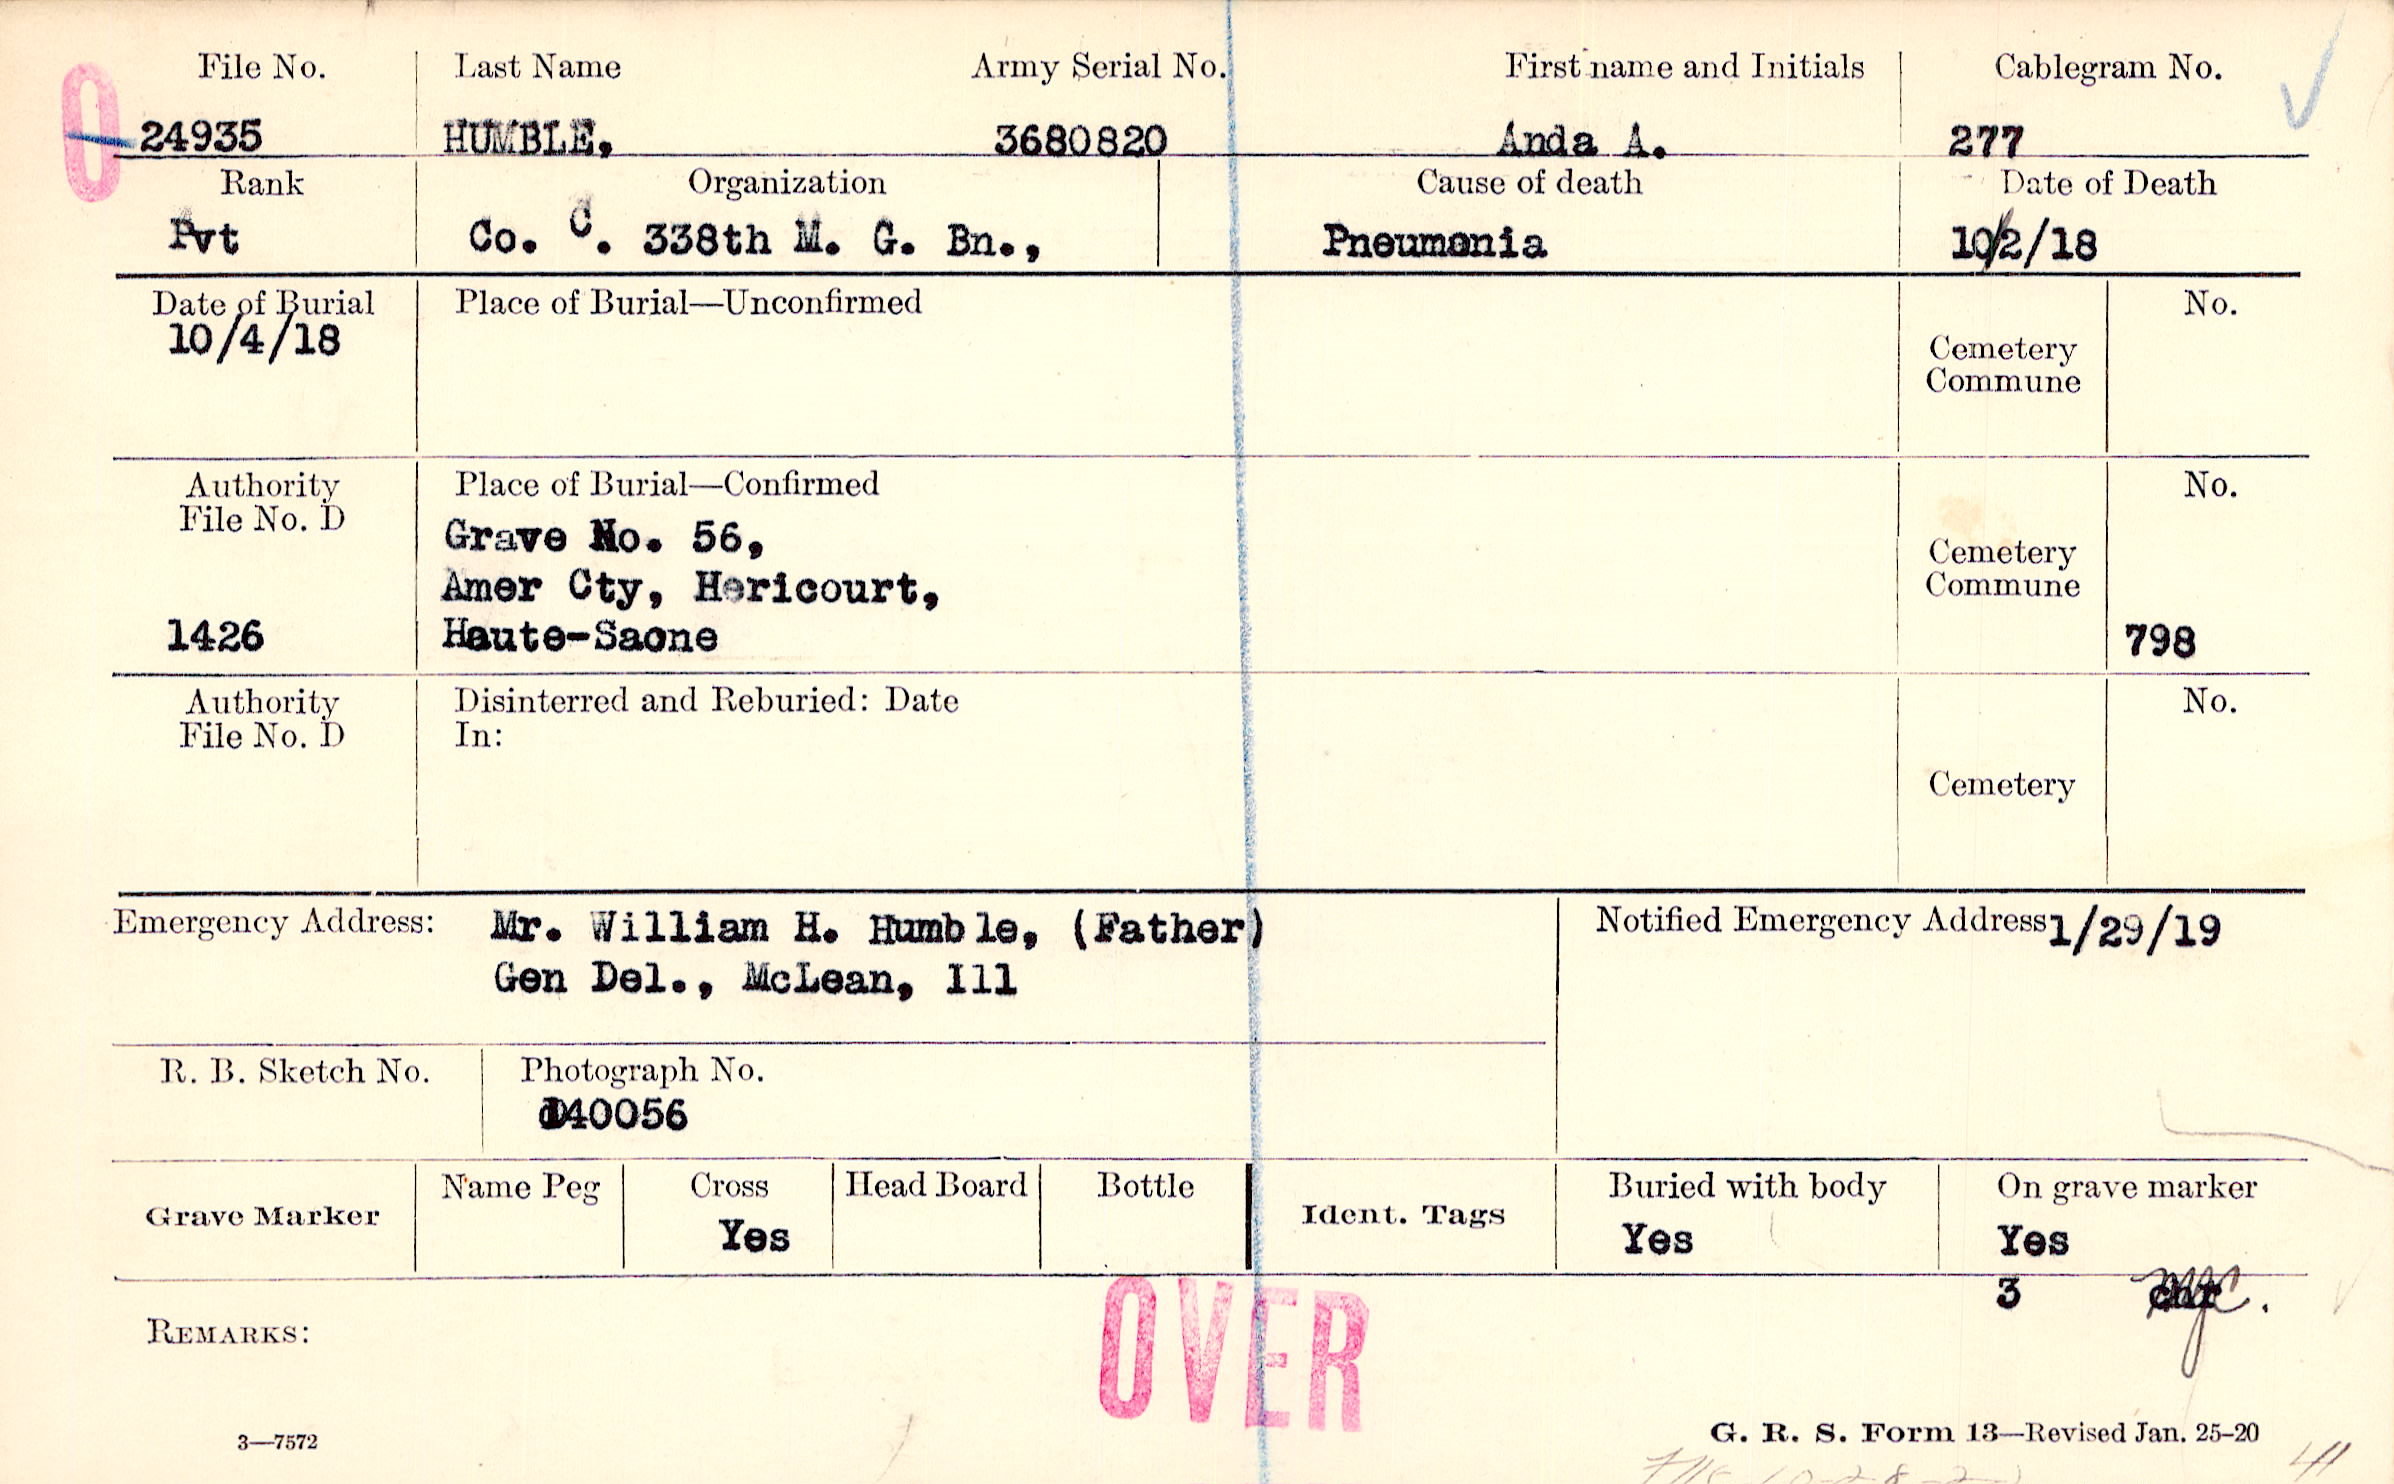 File No. Last Name Army Serial No. First name and Initials Cablegram No.
O 24935 HUMBLE, 3680820 Anda A. 277
Rank Organization Cause of death Date of Death
Pvt Co. C. 338th M. G. Bn., Pneumonia 10/2/18
Date of Burial Place of Burial—Unconfirmed No.
10/4/18
Cemetery
Commune
Authority Place of Burial—Confirmed No.
File No. D
Grave No. 56,
Cemetery
Amer Cty, Hericourt,
Commune
1426 Haute-Saone 798
Authority Disinterred and Reburied: Date No.
File No. D In:
Cemetery
Emergency Address: Mr. William H. Humble, (Father) Notified Emergency Address 1/29/19
Gen Del., McLean, Ill
R. B. Sketch No. Photograph No.
40056
Name Peg Cross Head Board Bottle Buried with body On grave marker
Grave Marker Ident. Tags
Yes Yes Yes
3
REMARKS:
OVER
3—7572 G. R. S. Form 13—Revised Jan. 25-20